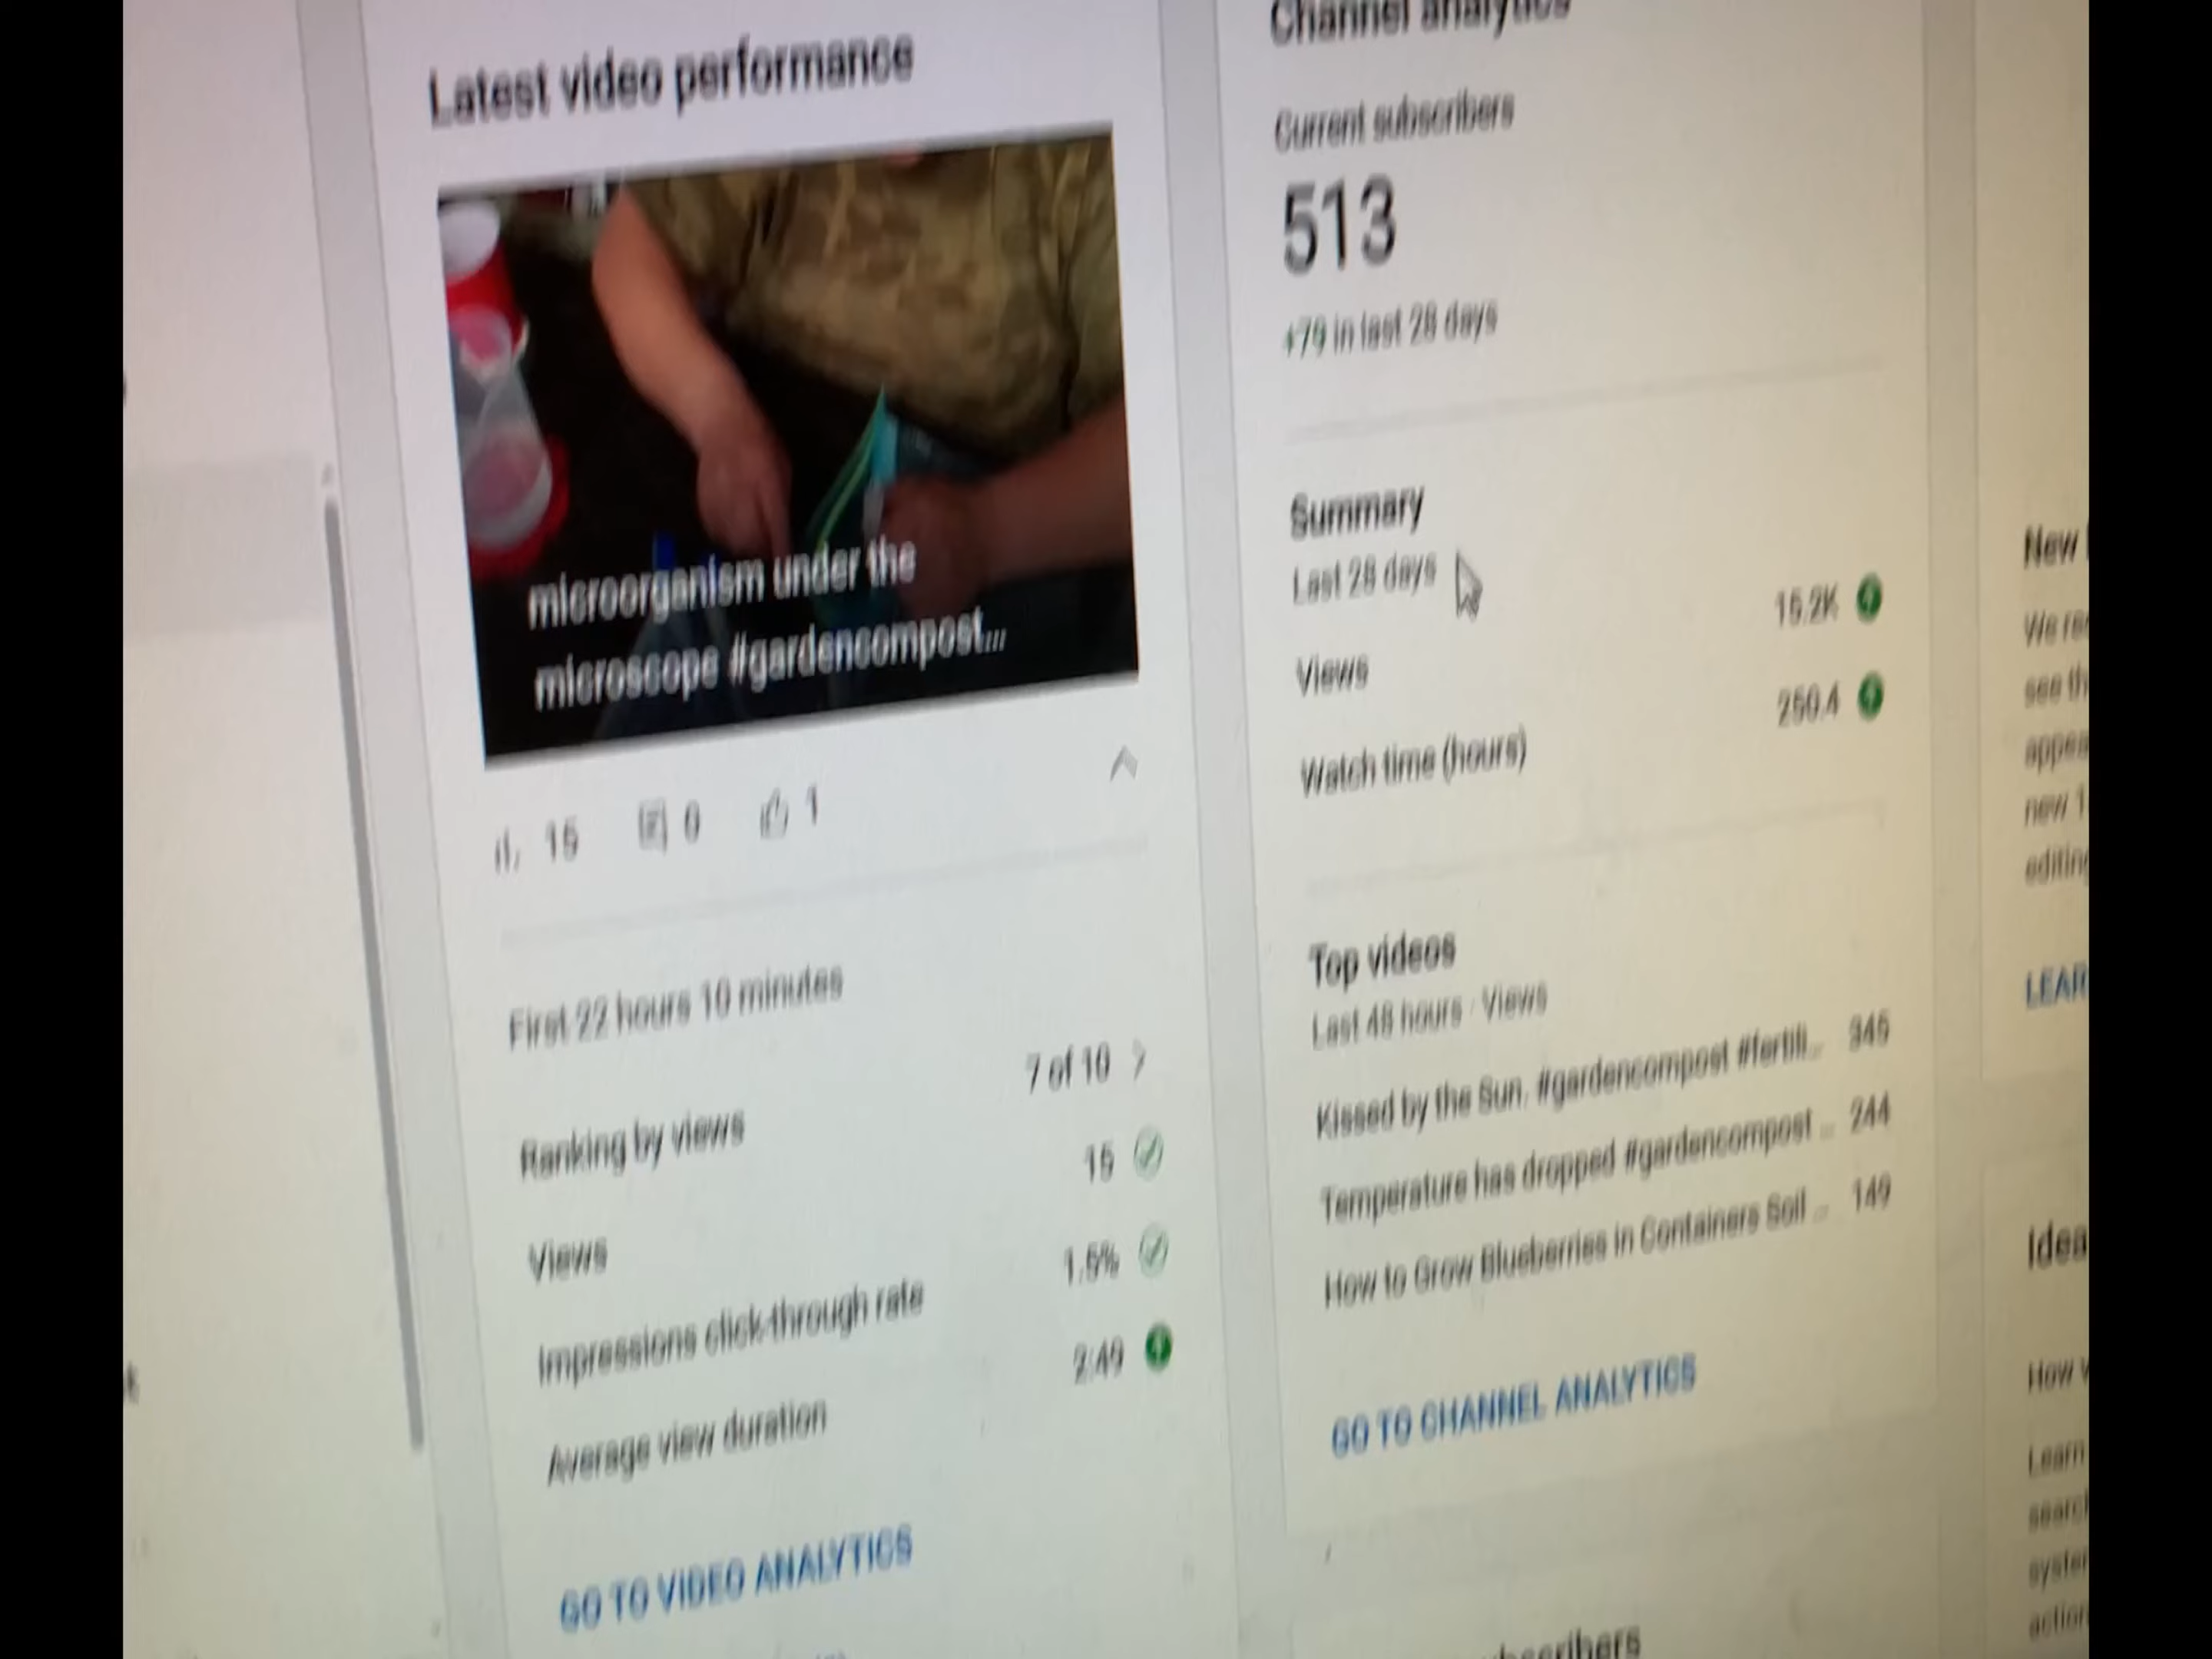 Latest video performance
microorganism under the
microscope #gardencompost...
15 0 1
First 22 hours 10 minutes
Ranking by views 7 of 10
Views 15
Impressions click-through rate 1.5%
Average view duration 2:49
GO TO VIDEO ANALYTICS
Channel analytics
Current subscribers
513
+79 in last 28 days
Summary
Last 28 days
Views 15.2K
Watch time (hours) 250.4
Top videos
Last 48 hours · Views
Kissed by the Sun. #gardencompost #fertili... 345
Temperature has dropped #gardencompost ... 244
How to Grow Blueberries in Containers Soil ... 149
GO TO CHANNEL ANALYTICS
New
We
see
new 1
LEAR
Idea
How
Learn